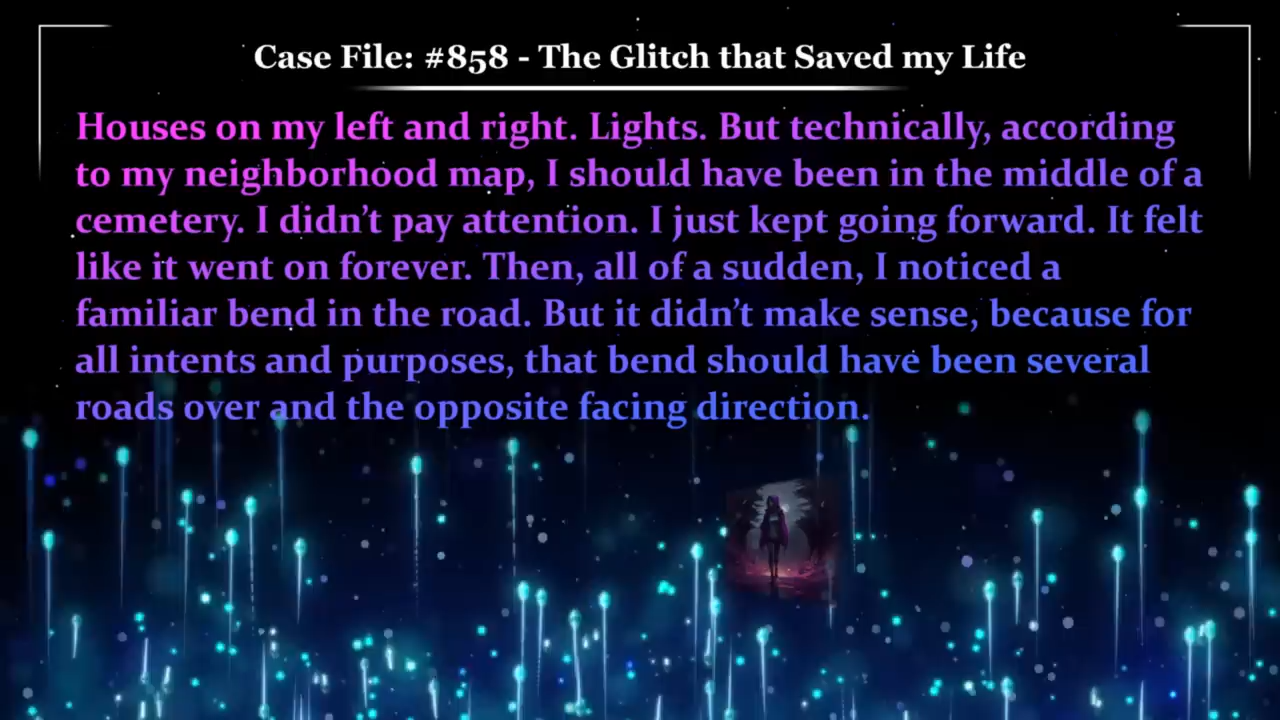 Case File: #858 - The Glitch that Saved my Life
Houses on my left and right. Lights. But technically, according
to my neighborhood map, I should have been in the middle of a
cemetery. I didn’t pay attention. I just kept going forward. It felt
like it went on forever. Then, all of a sudden, I noticed a
familiar bend in the road. But it didn’t make sense, because for
all intents and purposes, that bend should have been several
roads over and the opposite facing direction.